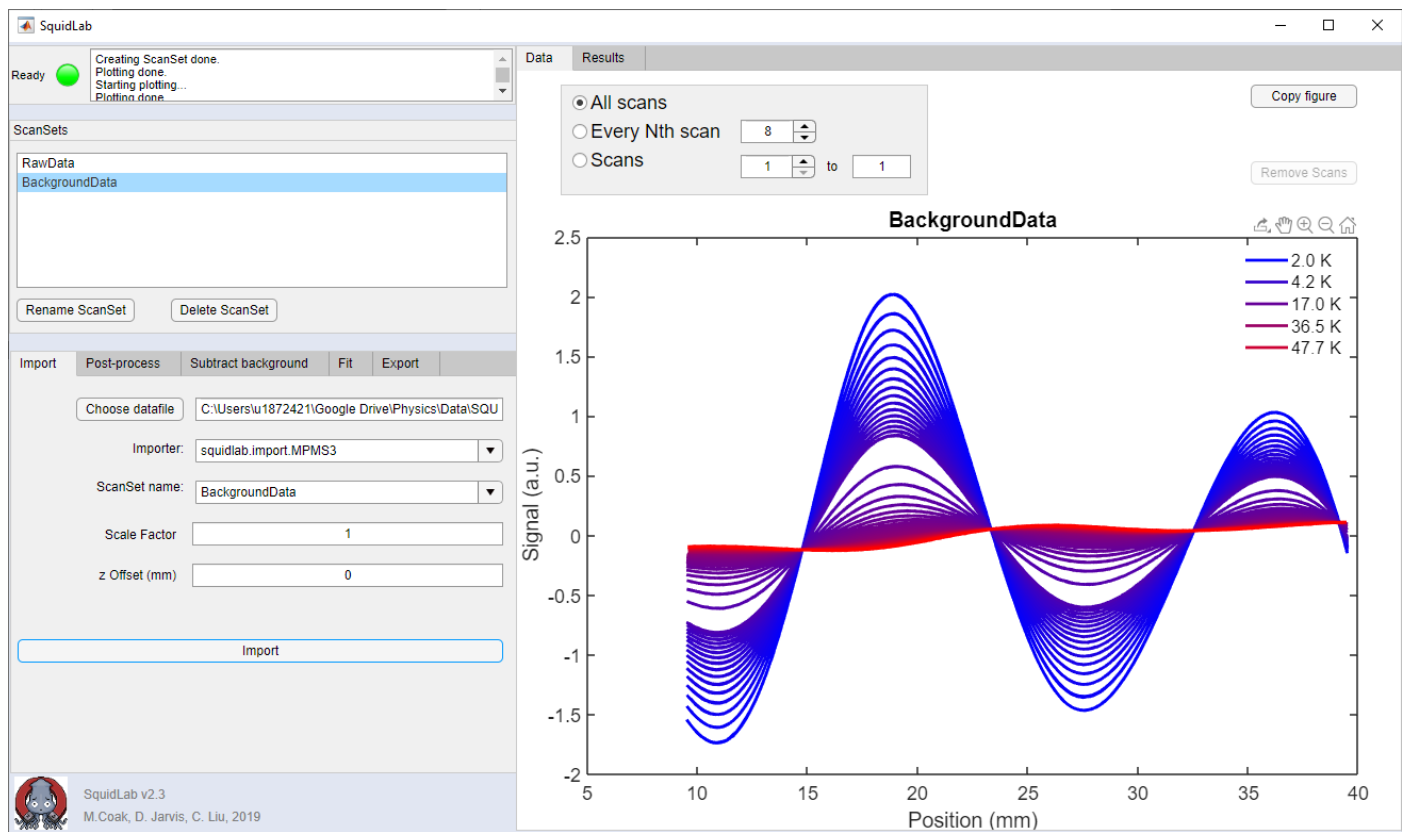 SquidLab
Ready
Creating ScanSet done.
Plotting done.
Starting plotting...
Plotting done
ScanSets
RawData
BackgroundData
Rename ScanSet
Delete ScanSet
Import Post-process Subtract background Fit Export
Choose datafile C:\Users\u1872421\Google Drive\Physics\Data\SQU
Importer: squidlab.import.MPMS3
ScanSet name: BackgroundData
Scale Factor 1
z Offset (mm) 0
Import
SquidLab v2.3
M.Coak, D. Jarvis, C. Liu, 2019
Data Results
All scans
Every Nth scan 8
Scans 1 to 1
Copy figure
Remove Scans
BackgroundData
2.0 K
4.2 K
17.0 K
36.5 K
47.7 K
Signal (a.u.)
2.5
2
1.5
1
0.5
0
-0.5
-1
-1.5
-2
5 10 15 20 25 30 35 40
Position (mm)